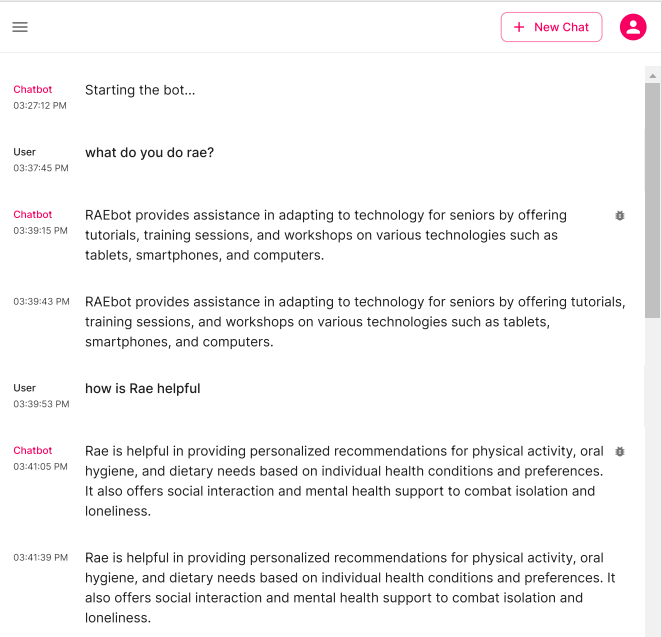 + New Chat
Chatbot
03:27:12 PM
Starting the bot...
User
03:37:45 PM
what do you do rae?
Chatbot
03:39:15 PM
RAEbot provides assistance in adapting to technology for seniors by offering
tutorials, training sessions, and workshops on various technologies such as
tablets, smartphones, and computers.
03:39:43 PM
RAEbot provides assistance in adapting to technology for seniors by offering tutorials,
training sessions, and workshops on various technologies such as tablets,
smartphones, and computers.
User
03:39:53 PM
how is Rae helpful
Chatbot
03:41:05 PM
Rae is helpful in providing personalized recommendations for physical activity, oral
hygiene, and dietary needs based on individual health conditions and preferences.
It also offers social interaction and mental health support to combat isolation and
loneliness.
03:41:39 PM
Rae is helpful in providing personalized recommendations for physical activity, oral
hygiene, and dietary needs based on individual health conditions and preferences. It
also offers social interaction and mental health support to combat isolation and
loneliness.